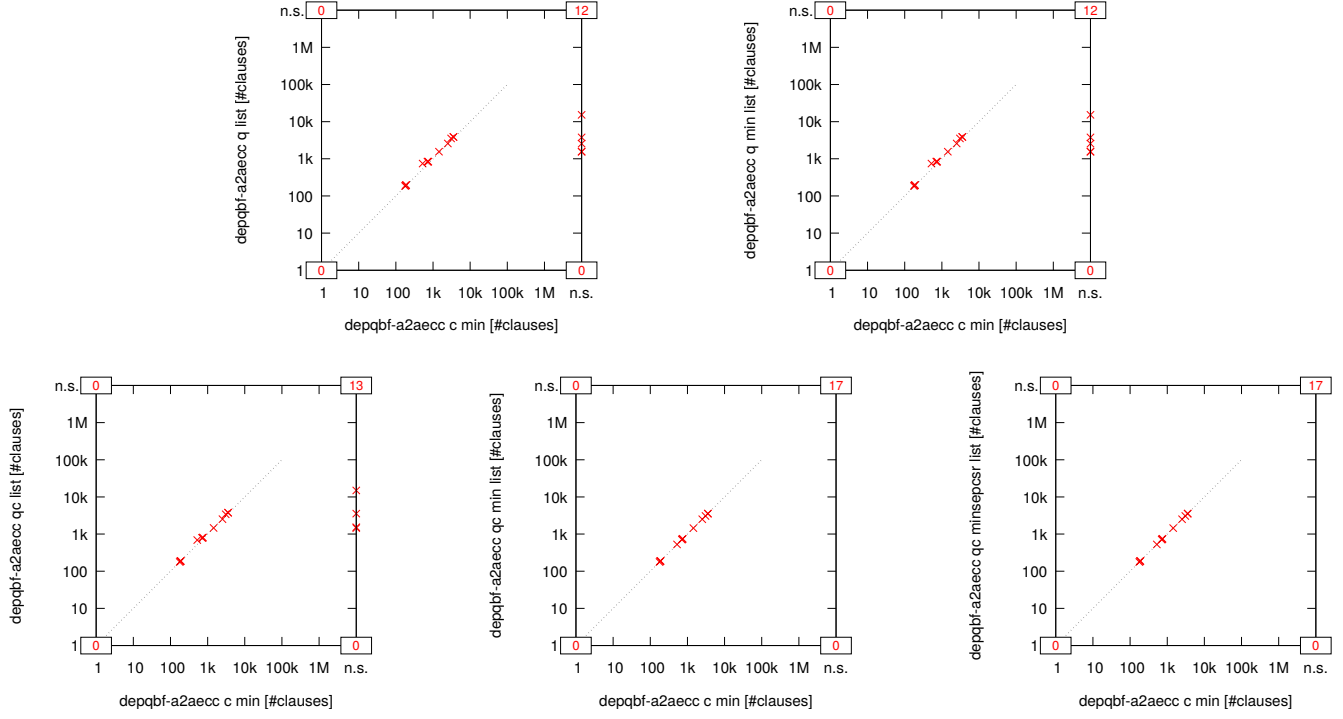 n.s. 0 12
1M
100k
10k
1k
100
10
1 0 0
1 10 100 1k 10k 100k 1M n.s.
depqbf-a2aecc q list [#clauses]
depqbf-a2aecc c min [#clauses]
n.s. 0 12
1M
100k
10k
1k
100
10
1 0 0
1 10 100 1k 10k 100k 1M n.s.
depqbf-a2aecc q min list [#clauses]
depqbf-a2aecc c min [#clauses]
n.s. 0 13
1M
100k
10k
1k
100
10
1 0 0
1 10 100 1k 10k 100k 1M n.s.
depqbf-a2aecc qc list [#clauses]
depqbf-a2aecc c min [#clauses]
n.s. 0 17
1M
100k
10k
1k
100
10
1 0 0
1 10 100 1k 10k 100k 1M n.s.
depqbf-a2aecc qc min list [#clauses]
depqbf-a2aecc c min [#clauses]
n.s. 0 17
1M
100k
10k
1k
100
10
1 0 0
1 10 100 1k 10k 100k 1M n.s.
depqbf-a2aecc qc minsepcsr list [#clauses]
depqbf-a2aecc c min [#clauses]